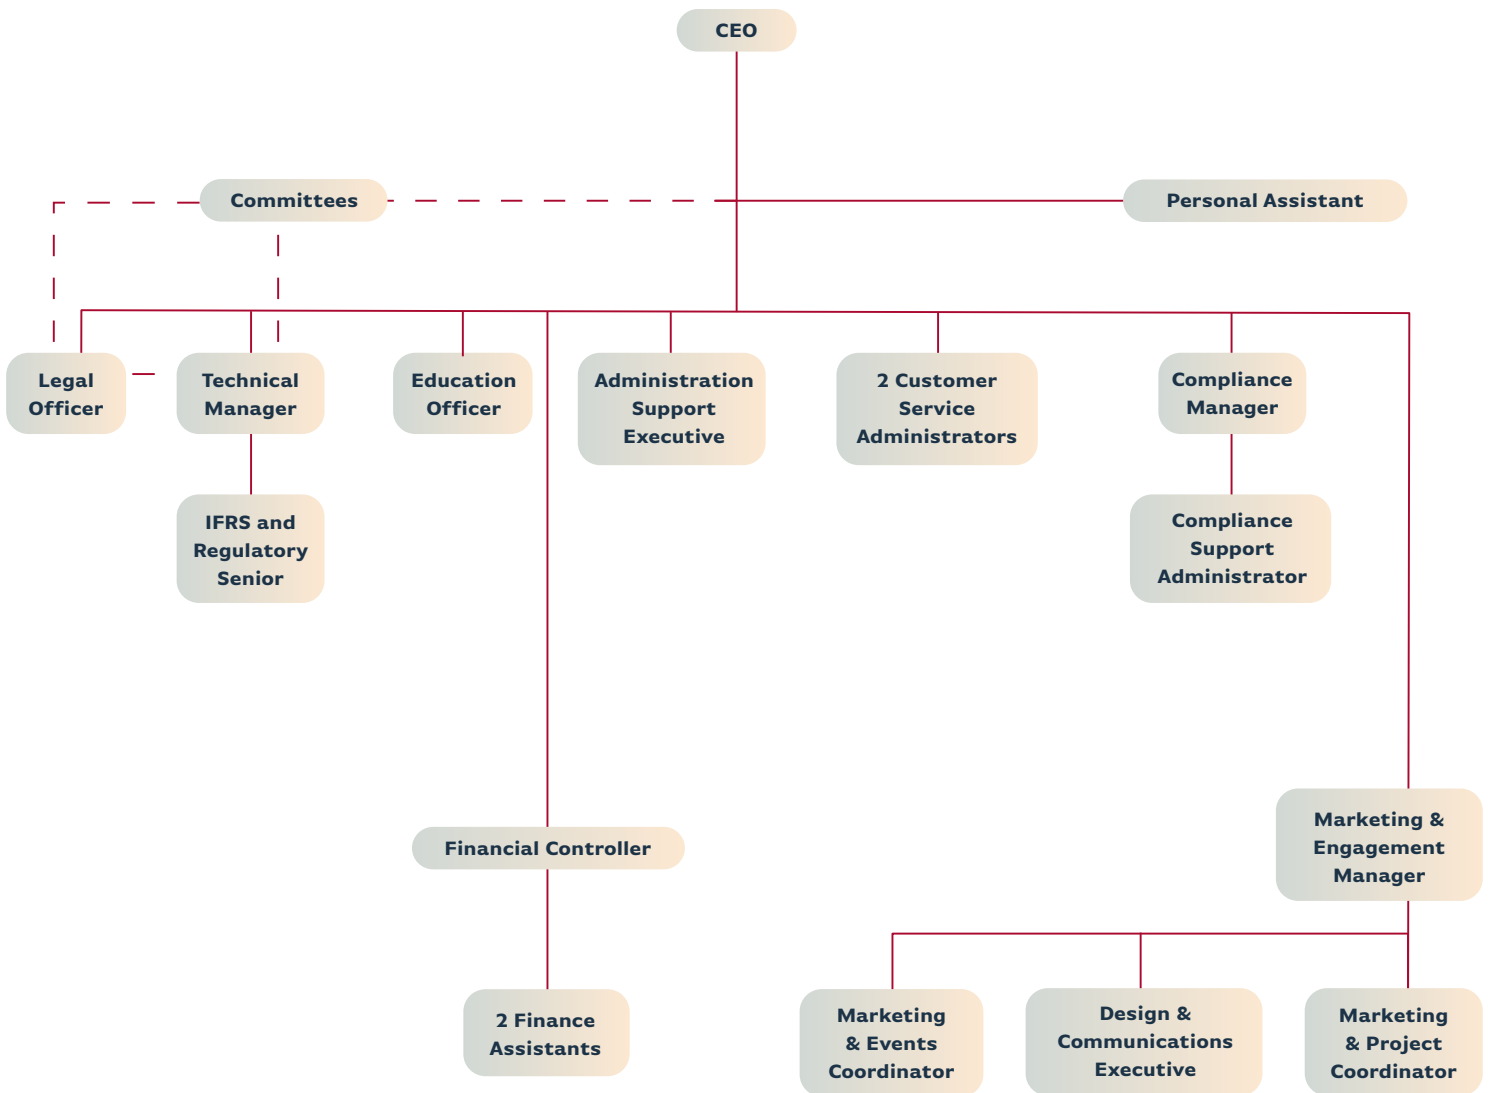 CEO
Committees
Personal Assistant
Legal
Officer
Technical
Manager
Education
Officer
Administration
Support
Executive
2 Customer
Service
Administrators
Compliance
Manager
IFRS and
Regulatory
Senior
Compliance
Support
Administrator
Financial Controller
Marketing &
Engagement
Manager
2 Finance
Assistants
Marketing
& Events
Coordinator
Design &
Communications
Executive
Marketing
& Project
Coordinator